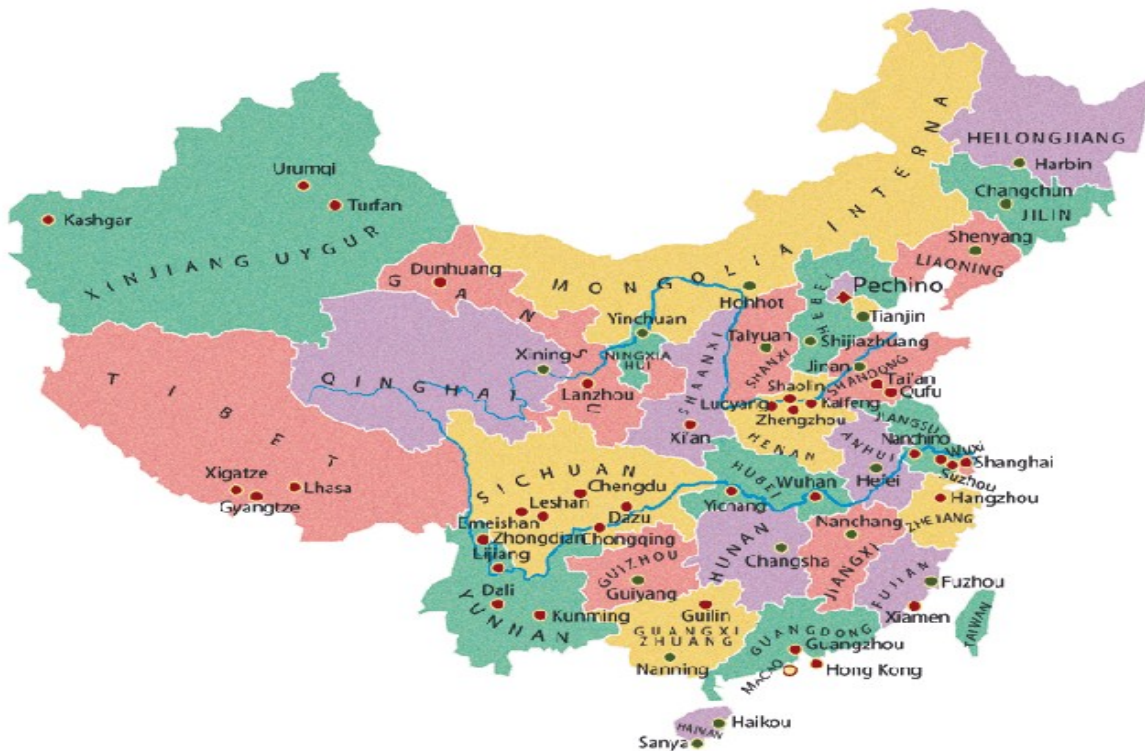 HEILONGJIANG
Harbin
Changchun
JILIN
Shenyang
LIAONING
MONGOLIA INTERNA
Urumqi
Turfan
Kashgar
XINJIANG UYGUR
Dunhuang
GANSU
Hohhot
HEBEI
Pechino
Tianjin
Yinchuan
NINGXIA
HUI
Taiyuan
Shijiazhuang
SHANXI
SHAANXI
Jinan
SHANDONG
Xining
QINGHAI
Lanzhou
Tai'an
Qufu
Shaolin
Luoyang
Kaifeng
Zhengzhou
HENAN
JIANGSU
TIBET
Xi'an
ANHUI
Nanchino
Wuxi
Suzhou
Shanghai
Xigatze
Gyangtze
Lhasa
SICHUAN
Chengdu
Leshan
Emeishan
Dazu
Zhongdian
Chongqing
HUBEI
Wuhan
Yichang
Hefei
Hangzhou
ZHEJIANG
Lijiang
Nanchang
HUNAN
Changsha
JIANGXI
GUIZHOU
Guiyang
FUJIAN
Fuzhou
Xiamen
Dali
YUNNAN
Kunming
Guilin
GUANGXI
ZHUANG
Nanning
GUANGDONG
Guangzhou
Hong Kong
MACAO
TAIWAN
HAINAN
Haikou
Sanya